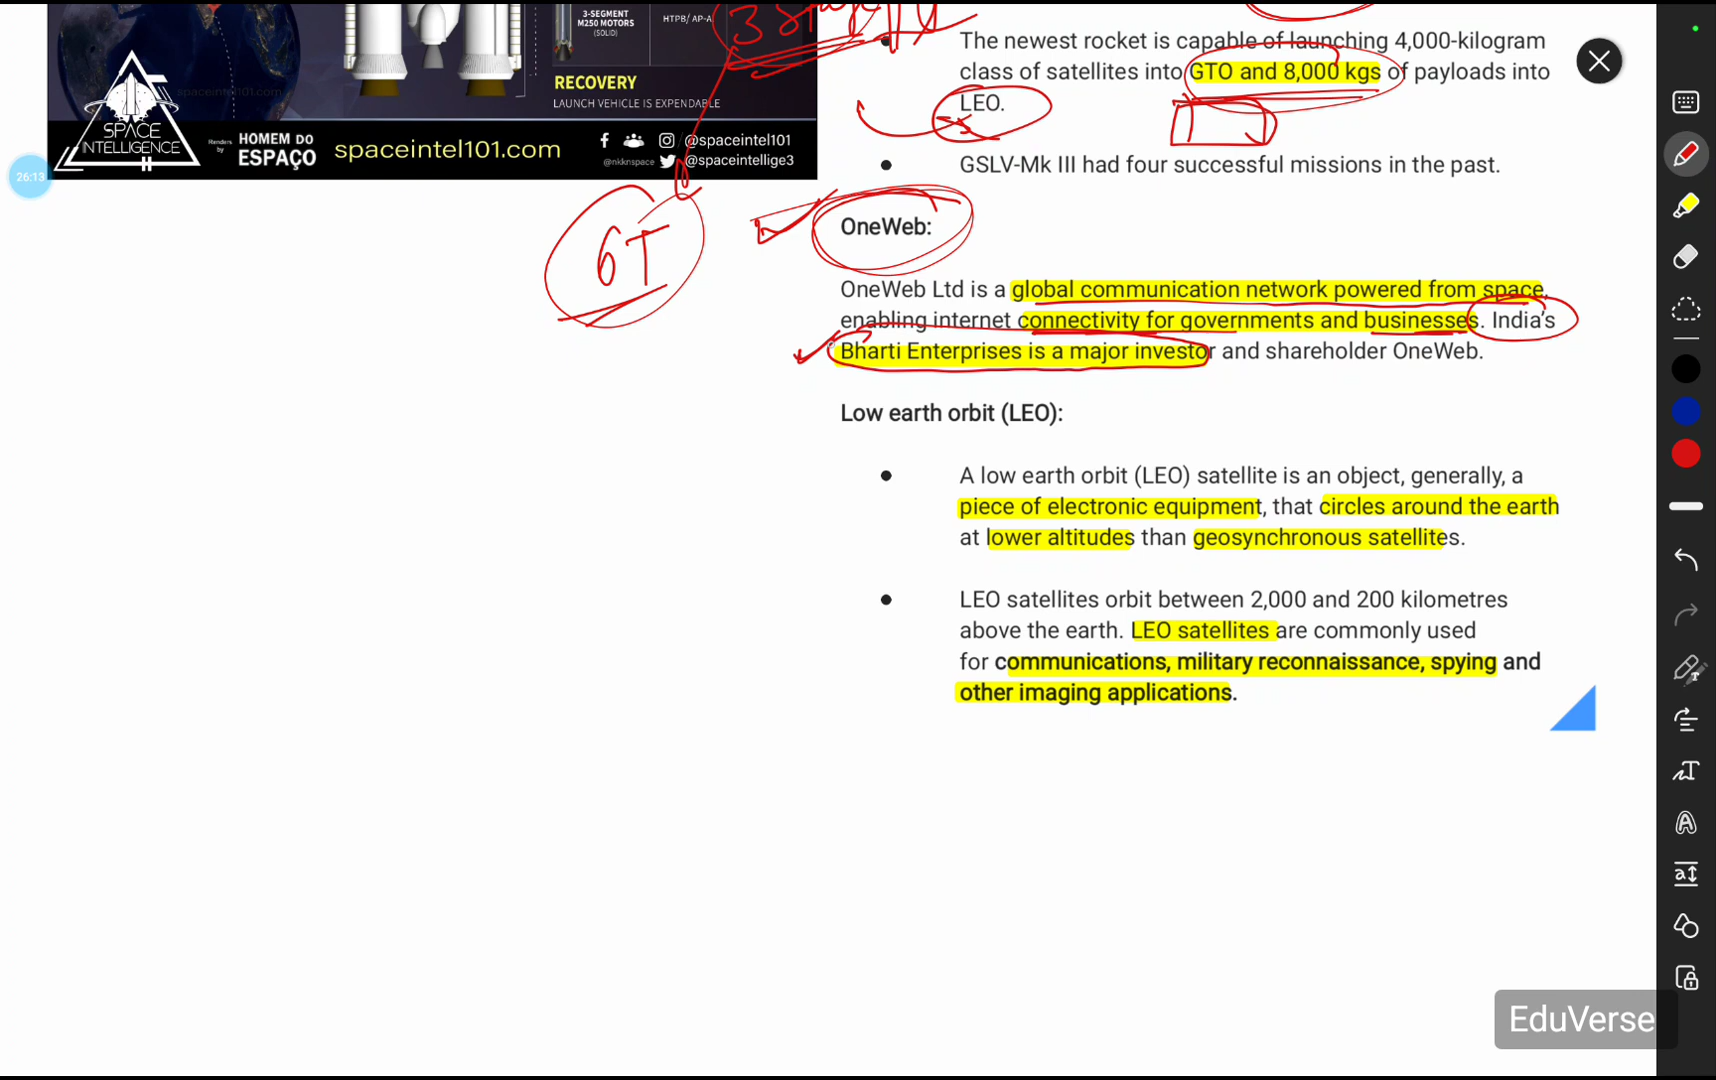 3-SEGMENT
M250 MOTORS
(SOLID)
HTPB/ AP-A
3
RECOVERY
LAUNCH VEHICLE IS EXPENDABLE
spaceintel101.com
SPACE
INTELLIGENCE
Renders
by
HOMEM DO
ESPAÇO
spaceintel101.com
@spaceintel101
@nkknspace
@spaceintellige3
26:13
6T
The newest rocket is capable of launching 4,000-kilogram
class of satellites into GTO and 8,000 kgs of payloads into
LEO.
GSLV-Mk III had four successful missions in the past.
OneWeb:
OneWeb Ltd is a global communication network powered from space,
enabling internet connectivity for governments and businesses. India's
Bharti Enterprises is a major investor and shareholder OneWeb.
Low earth orbit (LEO):
A low earth orbit (LEO) satellite is an object, generally, a
piece of electronic equipment, that circles around the earth
at lower altitudes than geosynchronous satellites.
LEO satellites orbit between 2,000 and 200 kilometres
above the earth. LEO satellites are commonly used
for communications, military reconnaissance, spying and
other imaging applications.
EduVerse